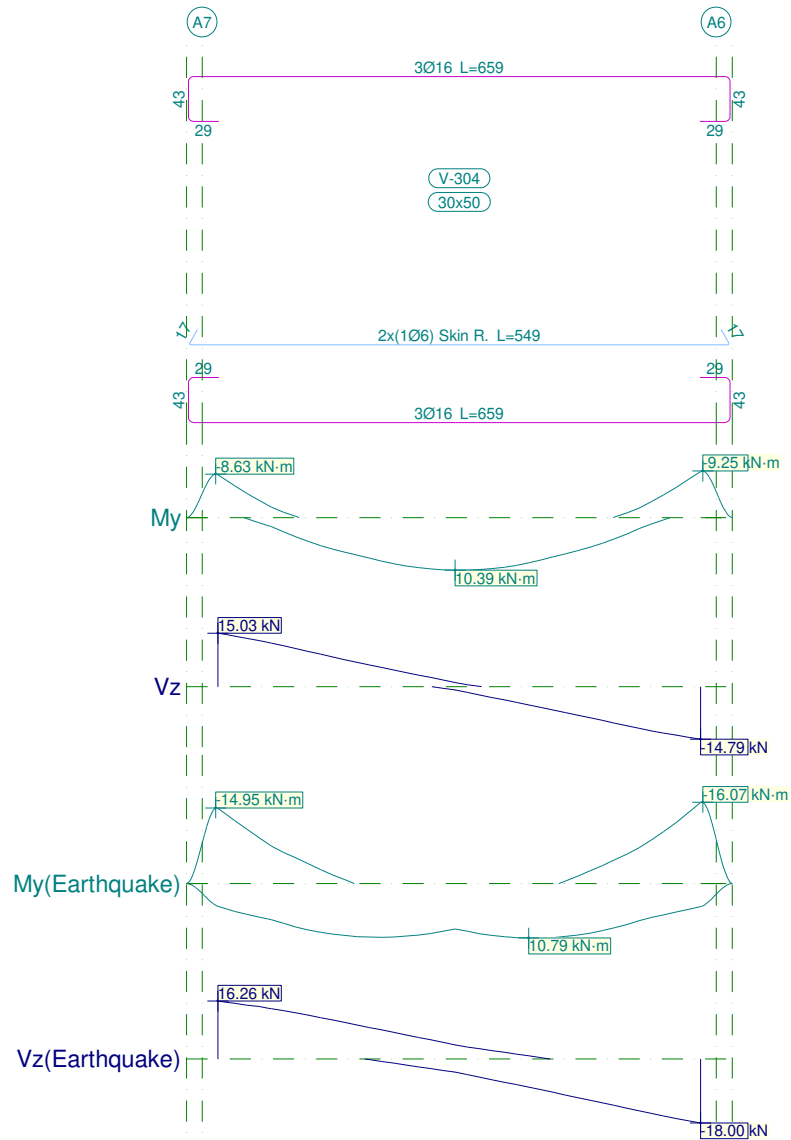 A7 A6
3Ø16 L=659
43 43
29 29
V-304
30x50
17 2x(1Ø6) Skin R. L=549 17
29 29
43 43
3Ø16 L=659
-8.63 kN·m -9.25 kN·m
My
10.39 kN·m
15.03 kN
Vz
-14.79 kN
-14.95 kN·m -16.07 kN·m
My(Earthquake)
10.79 kN·m
16.26 kN
Vz(Earthquake)
-18.00 kN